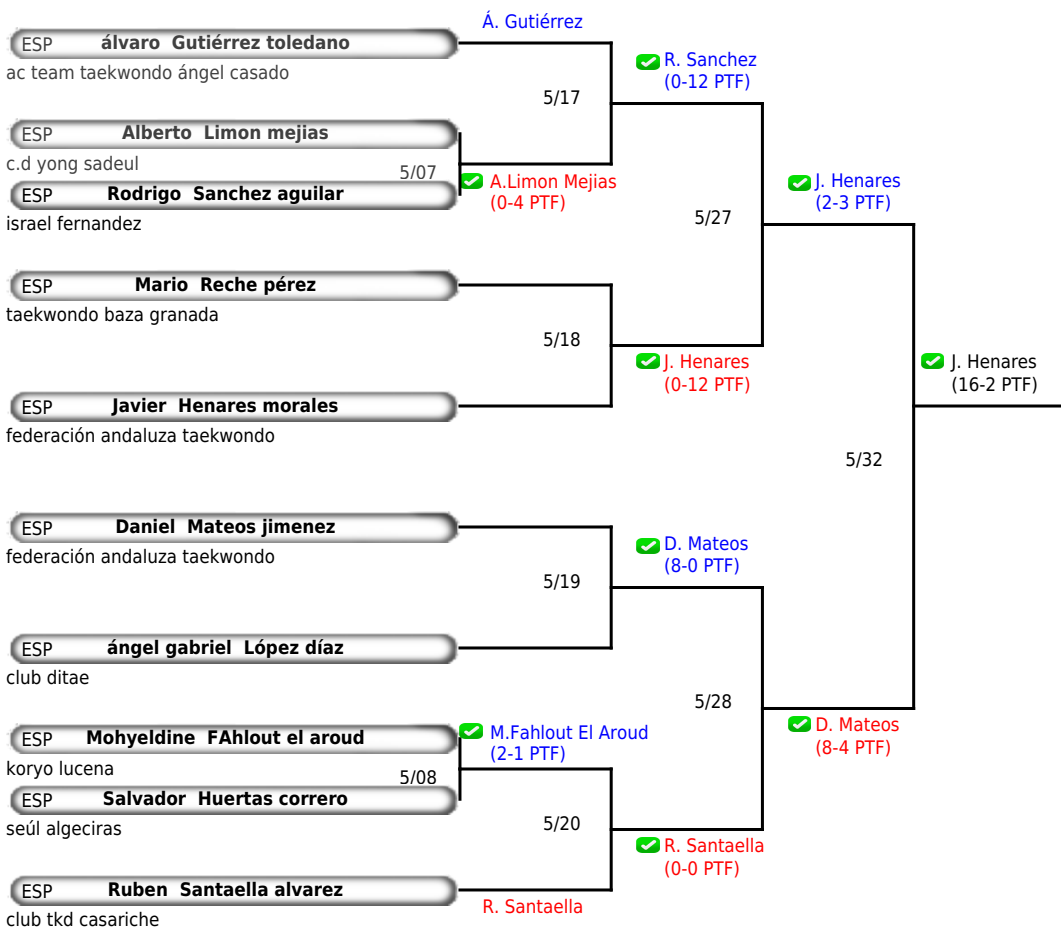 Á. Gutiérrez
ESP álvaro Gutiérrez toledano
ac team taekwondo ángel casado
R. Sanchez
(0-12 PTF)
5/17
ESP Alberto Limon mejias
c.d yong sadeul
5/07
A.Limon Mejias
(0-4 PTF)
ESP Rodrigo Sanchez aguilar
israel fernandez
J. Henares
(2-3 PTF)
5/27
ESP Mario Reche pérez
taekwondo baza granada
5/18
J. Henares
(0-12 PTF)
J. Henares
(16-2 PTF)
ESP Javier Henares morales
federación andaluza taekwondo
5/32
ESP Daniel Mateos jimenez
federación andaluza taekwondo
D. Mateos
(8-0 PTF)
5/19
ESP ángel gabriel López díaz
club ditae
5/28
D. Mateos
(8-4 PTF)
ESP Mohyeldine FAhlout el aroud
koryo lucena
M.Fahlout El Aroud
(2-1 PTF)
5/08
ESP Salvador Huertas correro
seúl algeciras
5/20
R. Santaella
(0-0 PTF)
ESP Ruben Santaella alvarez
club tkd casariche
R. Santaella